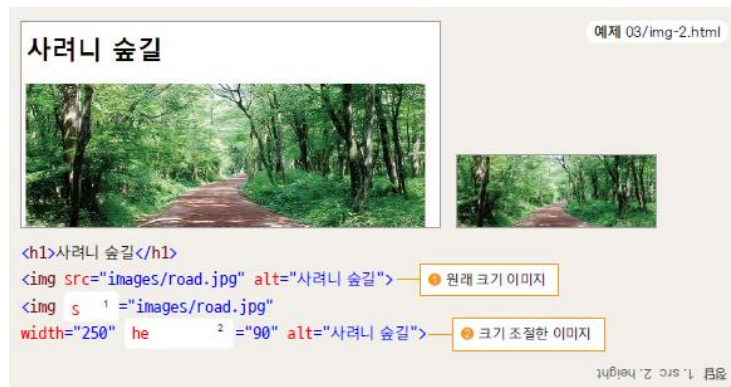 예제 03/img-2.html
사려니 숲길
<h1>사려니 숲길</h1>
<img src="images/road.jpg" alt="사려니 숲길"> ❶ 원래 크기 이미지
<img s 1 ="images/road.jpg"
width="250" he 2 ="90" alt="사려니 숲길"> ❷ 크기 조절한 이미지
정답 1. src 2. height